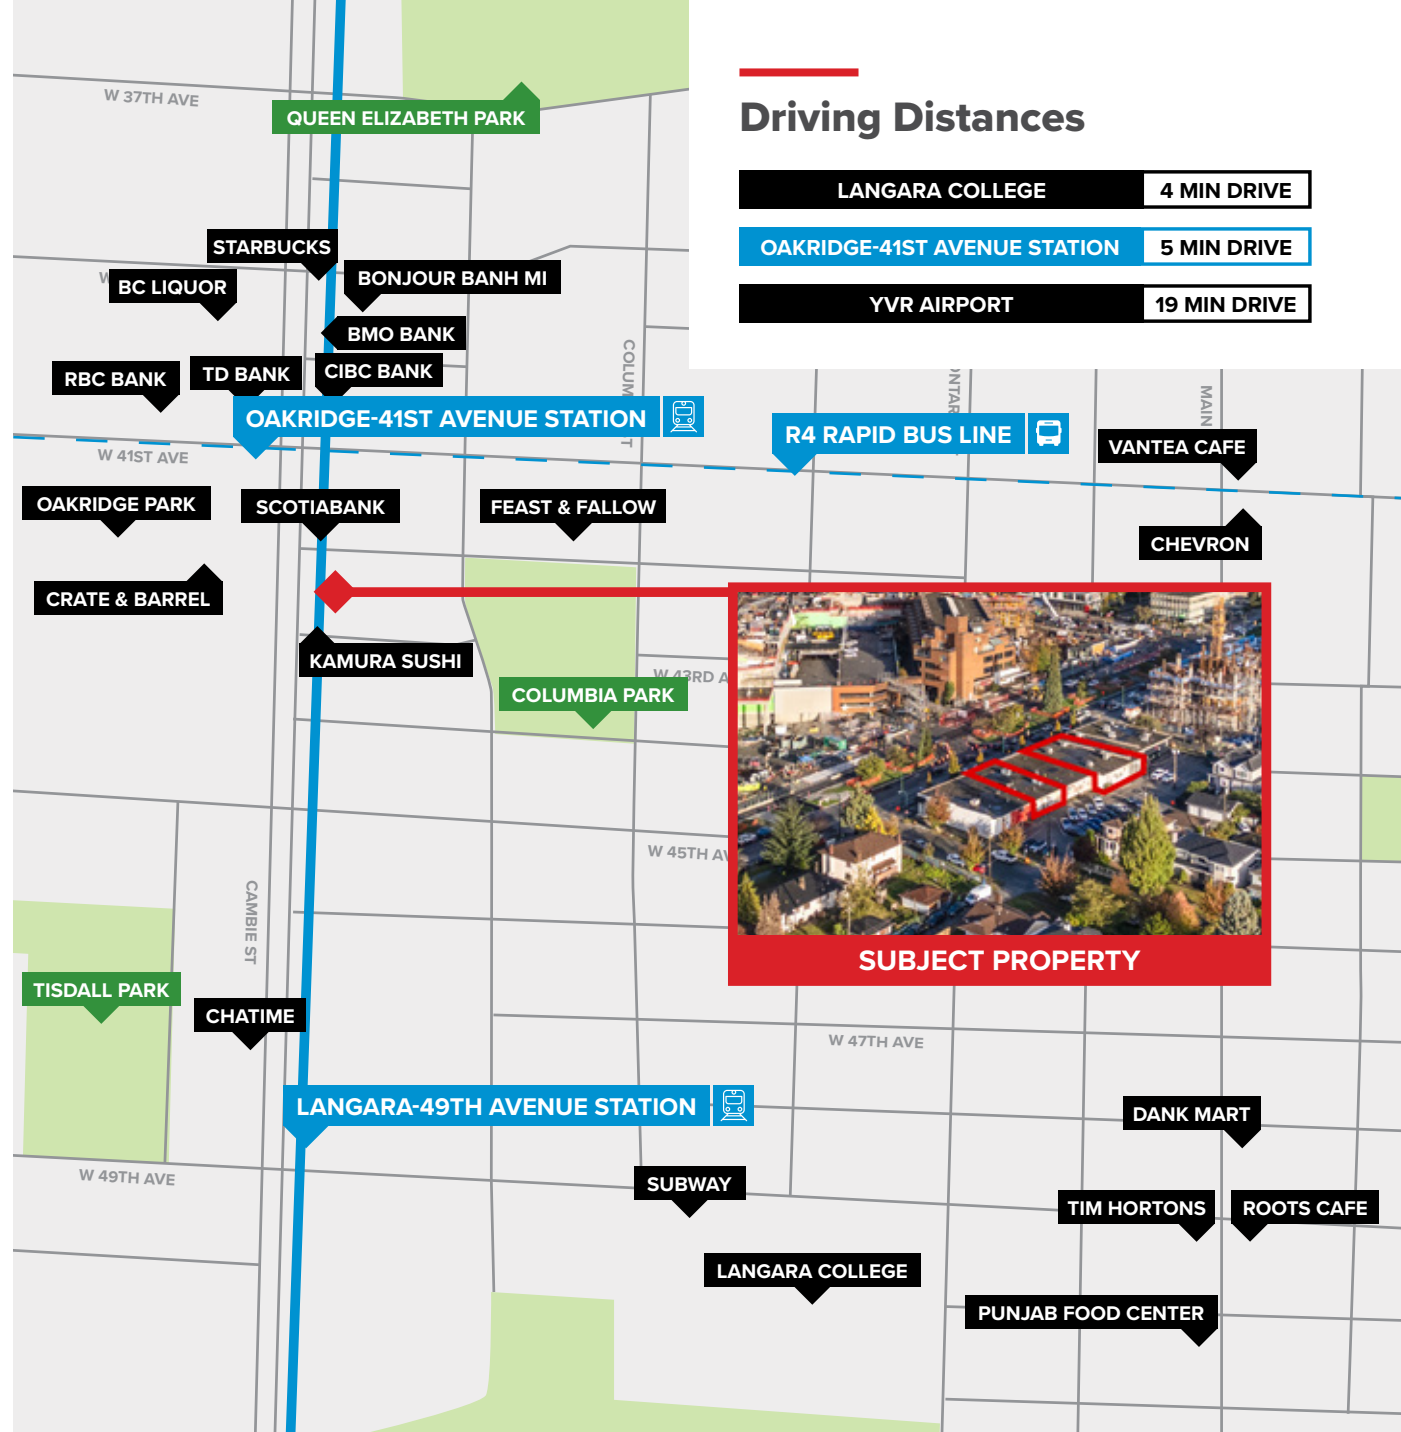 Driving Distances
LANGARA COLLEGE 4 MIN DRIVE
OAKRIDGE-41ST AVENUE STATION 5 MIN DRIVE
YVR AIRPORT 19 MIN DRIVE
W 37TH AVE
QUEEN ELIZABETH PARK
STARBUCKS
BONJOUR BANH MI
BC LIQUOR
BMO BANK
CIBC BANK
TD BANK
RBC BANK
OAKRIDGE-41ST AVENUE STATION
R4 RAPID BUS LINE
MAIN
VANTEA CAFE
W 41ST AVE
OAKRIDGE PARK
SCOTIABANK
FEAST & FALLOW
CHEVRON
CRATE & BARREL
KAMURA SUSHI
W 43RD A
COLUMBIA PARK
W 45TH AV
CAMBIE ST
SUBJECT PROPERTY
TISDALL PARK
CHATIME
W 47TH AVE
LANGARA-49TH AVENUE STATION
DANK MART
W 49TH AVE
SUBWAY
TIM HORTONS
ROOTS CAFE
LANGARA COLLEGE
PUNJAB FOOD CENTER